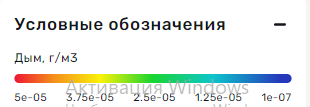 Условные обозначения
Дым, г/м3
Активация Windows
5e-05 3.75e-05 2.5e-05 1.25e-05 1e-07